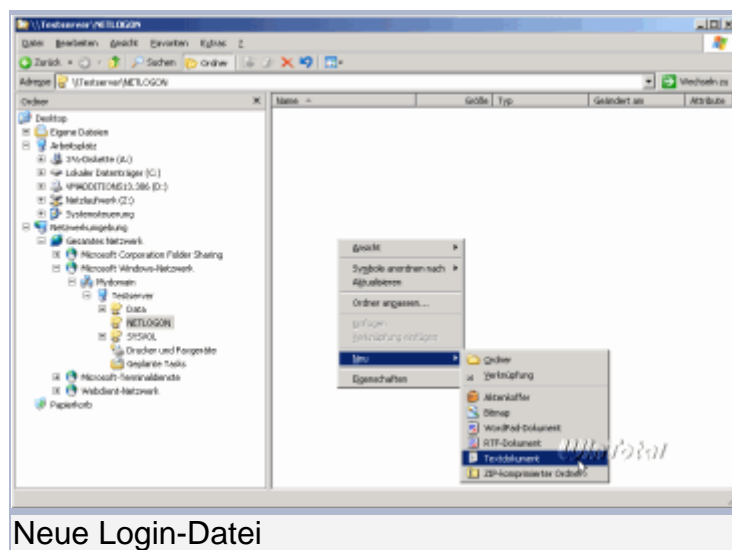 \\Testserver\NETLOGON
Datei Bearbeiten Ansicht Favoriten Extras ?
Zurück Suchen Ordner
Adresse \\Testserver\NETLOGON Wechseln zu
Ordner
Name Größe Typ Geändert am Attribute
Desktop
Eigene Dateien
Arbeitsplatz
3½-Diskette (A:)
Lokaler Datenträger (C:)
VMADDITIONS13.306 (D:)
Netzlaufwerk (Z:)
Systemsteuerung
Netzwerkumgebung
Gesamtes Netzwerk
Microsoft Corporation Folder Sharing
Microsoft Windows-Netzwerk
Mydomain
Testserver
Data
NETLOGON
SYSVOL
Drucker und Faxgeräte
Geplante Tasks
Microsoft-Terminaldienste
Webclient-Netzwerk
Papierkorb
Ansicht
Symbole anordnen nach
Aktualisieren
Ordner anpassen...
Einfügen
Verknüpfung einfügen
Neu
Eigenschaften
Ordner
Verknüpfung
Aktenkoffer
Bitmap
WordPad-Dokument
RTF-Dokument
Textdokument
ZIP-komprimierter Ordner
WinTotal
Neue Login-Datei